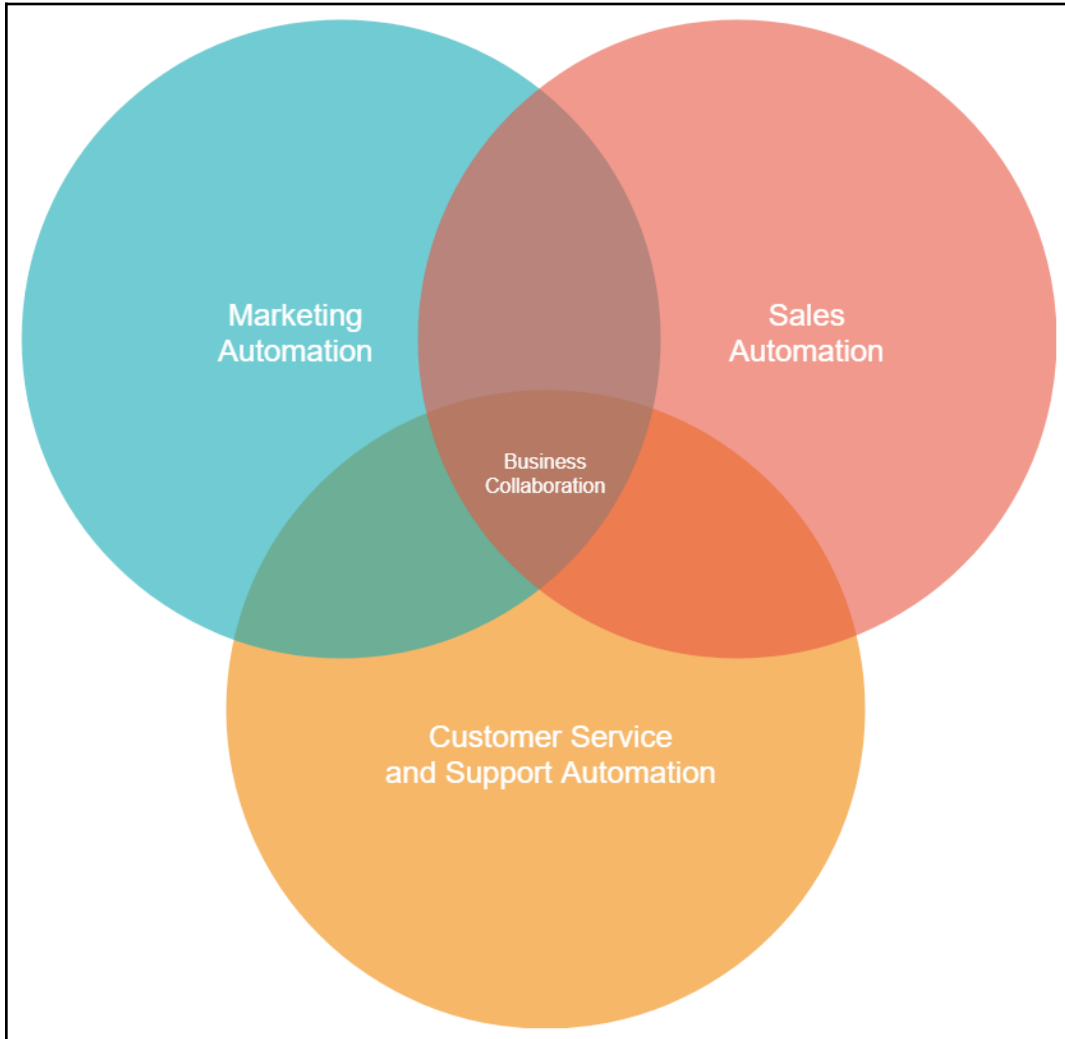 Marketing
Automation
Sales
Automation
Business
Collaboration
Customer Service
and Support Automation